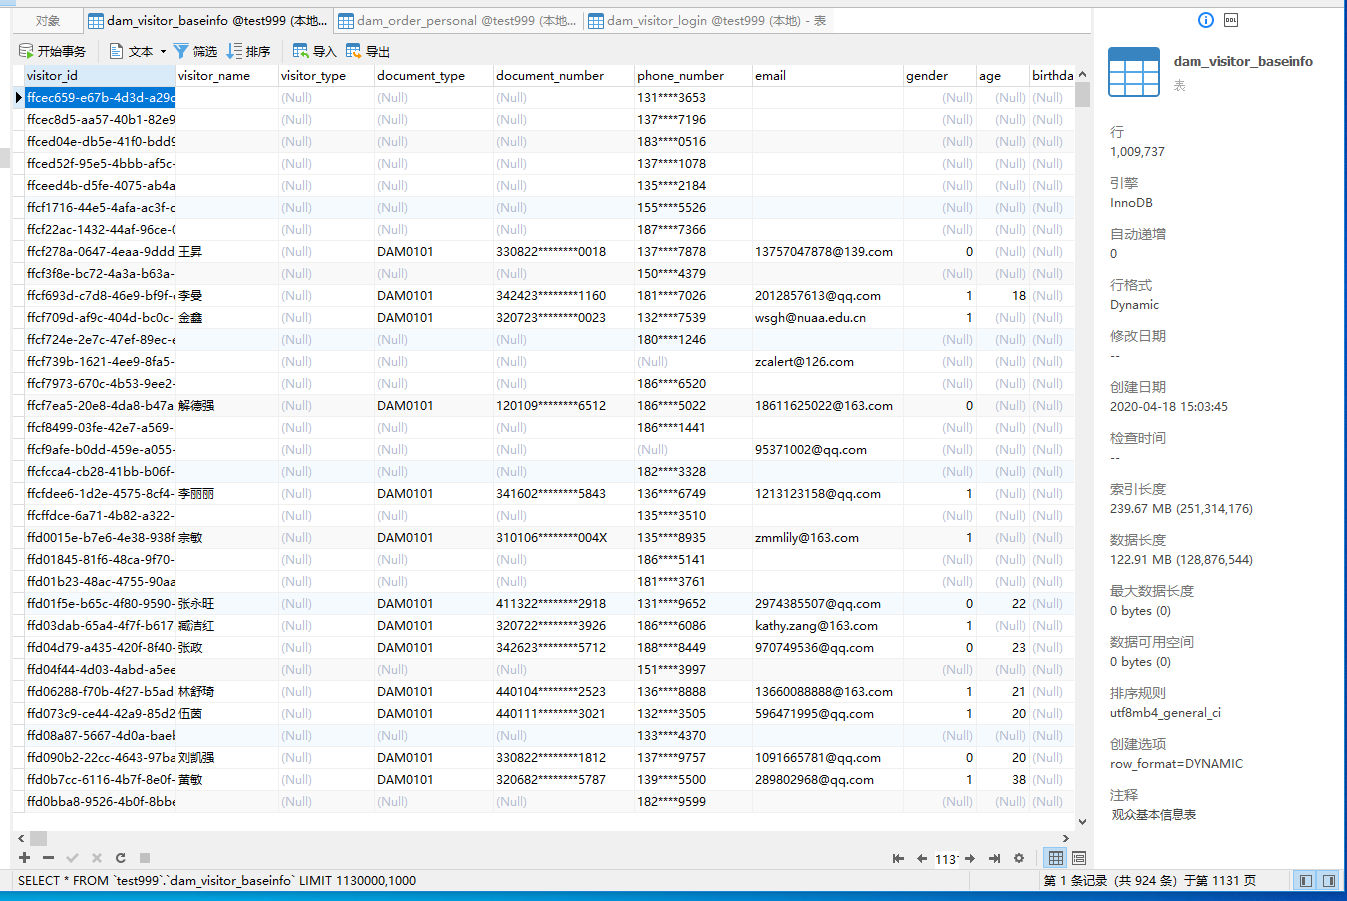 对象
dam_visitor_baseinfo @test999 (本地...
dam_order_personal @test999 (本地...
dam_visitor_login @test999 (本地) - 表
开始事务 文本 筛选 排序 导入 导出
visitor_id visitor_name visitor_type document_type document_number phone_number email gender age birthda
ffcec659-e67b-4d3d-a29c (Null) (Null) (Null) 131****3653 (Null) (Null) (Null)
ffcec8d5-aa57-40b1-82e9 (Null) (Null) (Null) 137****7196 (Null) (Null) (Null)
ffced04e-db5e-41f0-bdd9 (Null) (Null) (Null) 183****0516 (Null) (Null) (Null)
ffced52f-95e5-4bbb-af5c- (Null) (Null) (Null) 137****1078 (Null) (Null) (Null)
ffceed4b-d5fe-4075-ab4a (Null) (Null) (Null) 135****2184 (Null) (Null) (Null)
ffcf1716-44e5-4afa-ac3f-c (Null) (Null) (Null) 155****5526 (Null) (Null) (Null)
ffcf22ac-1432-44af-96ce-0 (Null) (Null) (Null) 187****7366 (Null) (Null) (Null)
ffcf278a-0647-4eaa-9ddd 王昇 (Null) DAM0101 330822********0018 137****7878 13757047878@139.com 0 (Null) (Null)
ffcf3f8e-bc72-4a3a-b63a- (Null) (Null) (Null) 150****4379 (Null) (Null) (Null)
ffcf693d-c7d8-46e9-bf9f- 李曼 (Null) DAM0101 342423********1160 181****7026 2012857613@qq.com 1 18 (Null)
ffcf709d-af9c-404d-bc0c- 金鑫 (Null) DAM0101 320723********0023 132****7539 wsgh@nuaa.edu.cn 1 (Null) (Null)
ffcf724e-2e7c-47ef-89ec-e (Null) (Null) (Null) 180****1246 (Null) (Null) (Null)
ffcf739b-1621-4ee9-8fa5- (Null) (Null) (Null) (Null) zcalert@126.com (Null) (Null) (Null)
ffcf7973-670c-4b53-9ee2- (Null) (Null) (Null) 186****6520 (Null) (Null) (Null)
ffcf7ea5-20e8-4da8-b47a 解德强 (Null) DAM0101 120109********6512 186****5022 18611625022@163.com 0 (Null) (Null)
ffcf8499-03fe-42e7-a569- (Null) (Null) (Null) 186****1441 (Null) (Null) (Null)
ffcf9afe-b0dd-459e-a055- (Null) (Null) (Null) (Null) 95371002@qq.com (Null) (Null) (Null)
ffcfcca4-cb28-41bb-b06f- (Null) (Null) (Null) 182****3328 (Null) (Null) (Null)
ffcfdee6-1d2e-4575-8cf4- 李丽丽 (Null) DAM0101 341602********5843 136****6749 1213123158@qq.com 1 (Null) (Null)
ffcffdce-6a71-4b82-a322- (Null) (Null) (Null) 135****3510 (Null) (Null) (Null)
ffd0015e-b7e6-4e38-938f 宗敏 (Null) DAM0101 310106********004X 135****8935 zmmlily@163.com 1 (Null) (Null)
ffd01845-81f6-48ca-9f70- (Null) (Null) (Null) 186****5141 (Null) (Null) (Null)
ffd01b23-48ac-4755-90aa (Null) (Null) (Null) 181****3761 (Null) (Null) (Null)
ffd01f5e-b65c-4f80-9590- 张永旺 (Null) DAM0101 411322********2918 131****9652 2974385507@qq.com 0 22 (Null)
ffd03dab-65a4-4f7f-b617 臧洁红 (Null) DAM0101 320722********3926 186****6086 kathy.zang@163.com 1 (Null) (Null)
ffd04d79-a435-420f-8f40- 张政 (Null) DAM0101 342623********5712 188****8449 970749536@qq.com 0 23 (Null)
ffd04f44-4d03-4abd-a5ee (Null) (Null) (Null) 151****3997 (Null) (Null) (Null)
ffd06288-f70b-4f27-b5ad 林舒琦 (Null) DAM0101 440104********2523 136****8888 13660088888@163.com 1 21 (Null)
ffd073c9-ce44-42a9-85d2 伍茵 (Null) DAM0101 440111********3021 132****3505 596471995@qq.com 1 20 (Null)
ffd08a87-5667-4d0a-baeb (Null) (Null) (Null) 133****4370 (Null) (Null) (Null)
ffd090b2-22cc-4643-97ba 刘凯强 (Null) DAM0101 330822********1812 137****9757 1091665781@qq.com 0 20 (Null)
ffd0b7cc-6116-4b7f-8e0f- 黄敏 (Null) DAM0101 320682********5787 139****5500 289802968@qq.com 1 38 (Null)
ffd0bba8-9526-4b0f-8bbe (Null) (Null) (Null) 182****9599 (Null) (Null) (Null)
1131
SELECT * FROM `test999`.`dam_visitor_baseinfo` LIMIT 1130000,1000
第 1 条记录 (共 924 条) 于第 1131 页
DDL
dam_visitor_baseinfo
表
行
1,009,737
引擎
InnoDB
自动递增
0
行格式
Dynamic
修改日期
--
创建日期
2020-04-18 15:03:45
检查时间
--
索引长度
239.67 MB (251,314,176)
数据长度
122.91 MB (128,876,544)
最大数据长度
0 bytes (0)
数据可用空间
0 bytes (0)
排序规则
utf8mb4_general_ci
创建选项
row_format=DYNAMIC
注释
观众基本信息表